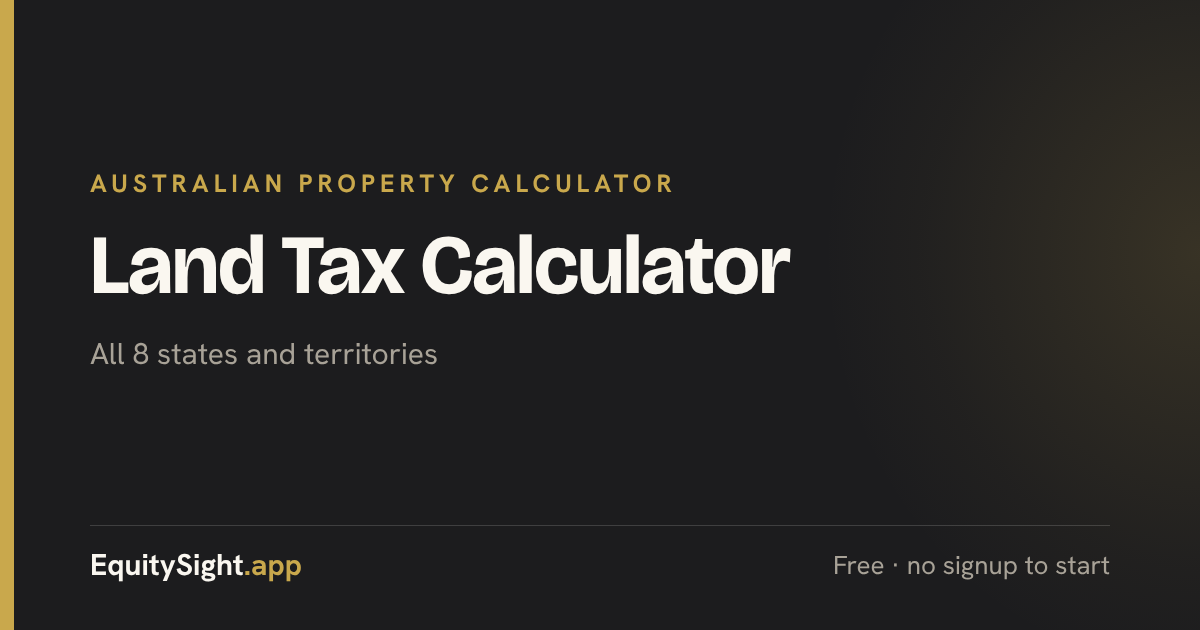 AUSTRALIAN PROPERTY CALCULATOR
Land Tax Calculator
All 8 states and territories
EquitySight.app
Free · no signup to start